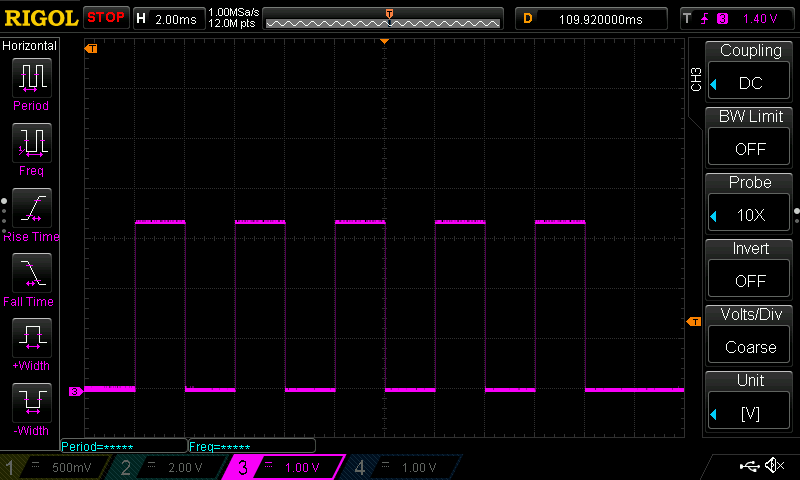 RIGOL STOP H 2.00ms 1.00MSa/s 12.0M pts T D 109.920000ms T 3 1.40 V
Horizontal
Period
Freq
Rise Time
Fall Time
+Width
-Width
T
T
3
Period=*****
Freq=*****
CH3
Coupling
DC
BW Limit
OFF
Probe
10X
Invert
OFF
Volts/Div
Coarse
Unit
[V]
1 500mV 2 2.00 V 3 1.00 V 4 1.00 V